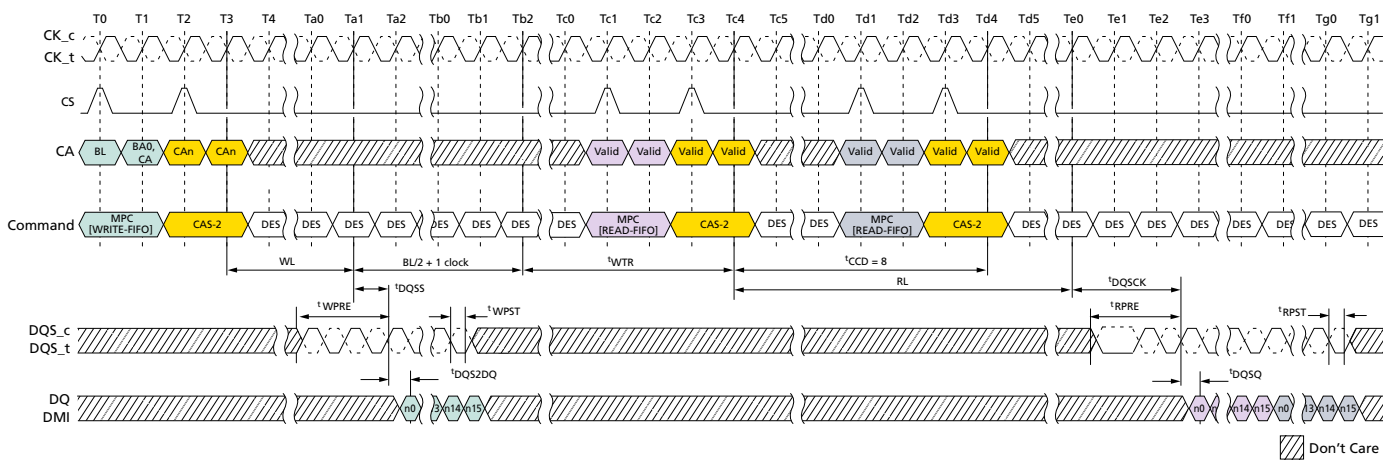 T0 T1 T2 T3 T4 Ta0 Ta1 Ta2 Tb0 Tb1 Tb2 Tc0 Tc1 Tc2 Tc3 Tc4 Tc5 Td0 Td1 Td2 Td3 Td4 Td5 Te0 Te1 Te2 Te3 Tf0 Tf1 Tg0 Tg1
CK_c
CK_t
CS
CA BL BA0, CA CAn CAn Valid Valid Valid Valid Valid Valid Valid Valid
Command MPC [WRITE-FIFO] CAS-2 DES DES DES DES DES DES DES DES MPC [READ-FIFO] CAS-2 DES DES MPC [READ-FIFO] CAS-2 DES DES DES DES DES DES DES DES DES
WL BL/2 + 1 clock tWTR tCCD = 8
RL tDQSCK
tDQSS
tWPRE tWPST tRPRE tRPST
DQS_c
DQS_t
tDQS2DQ tDQSQ
DQ
DMI
n0 13 n14 n15 n0 n n14 n15 n0 13 n14 n15
Don't Care